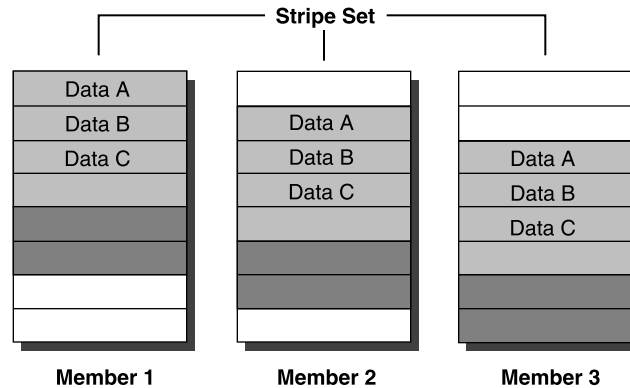 Stripe Set
Data A
Data B
Data C
Data A
Data B
Data C
Data A
Data B
Data C
Member 1
Member 2
Member 3